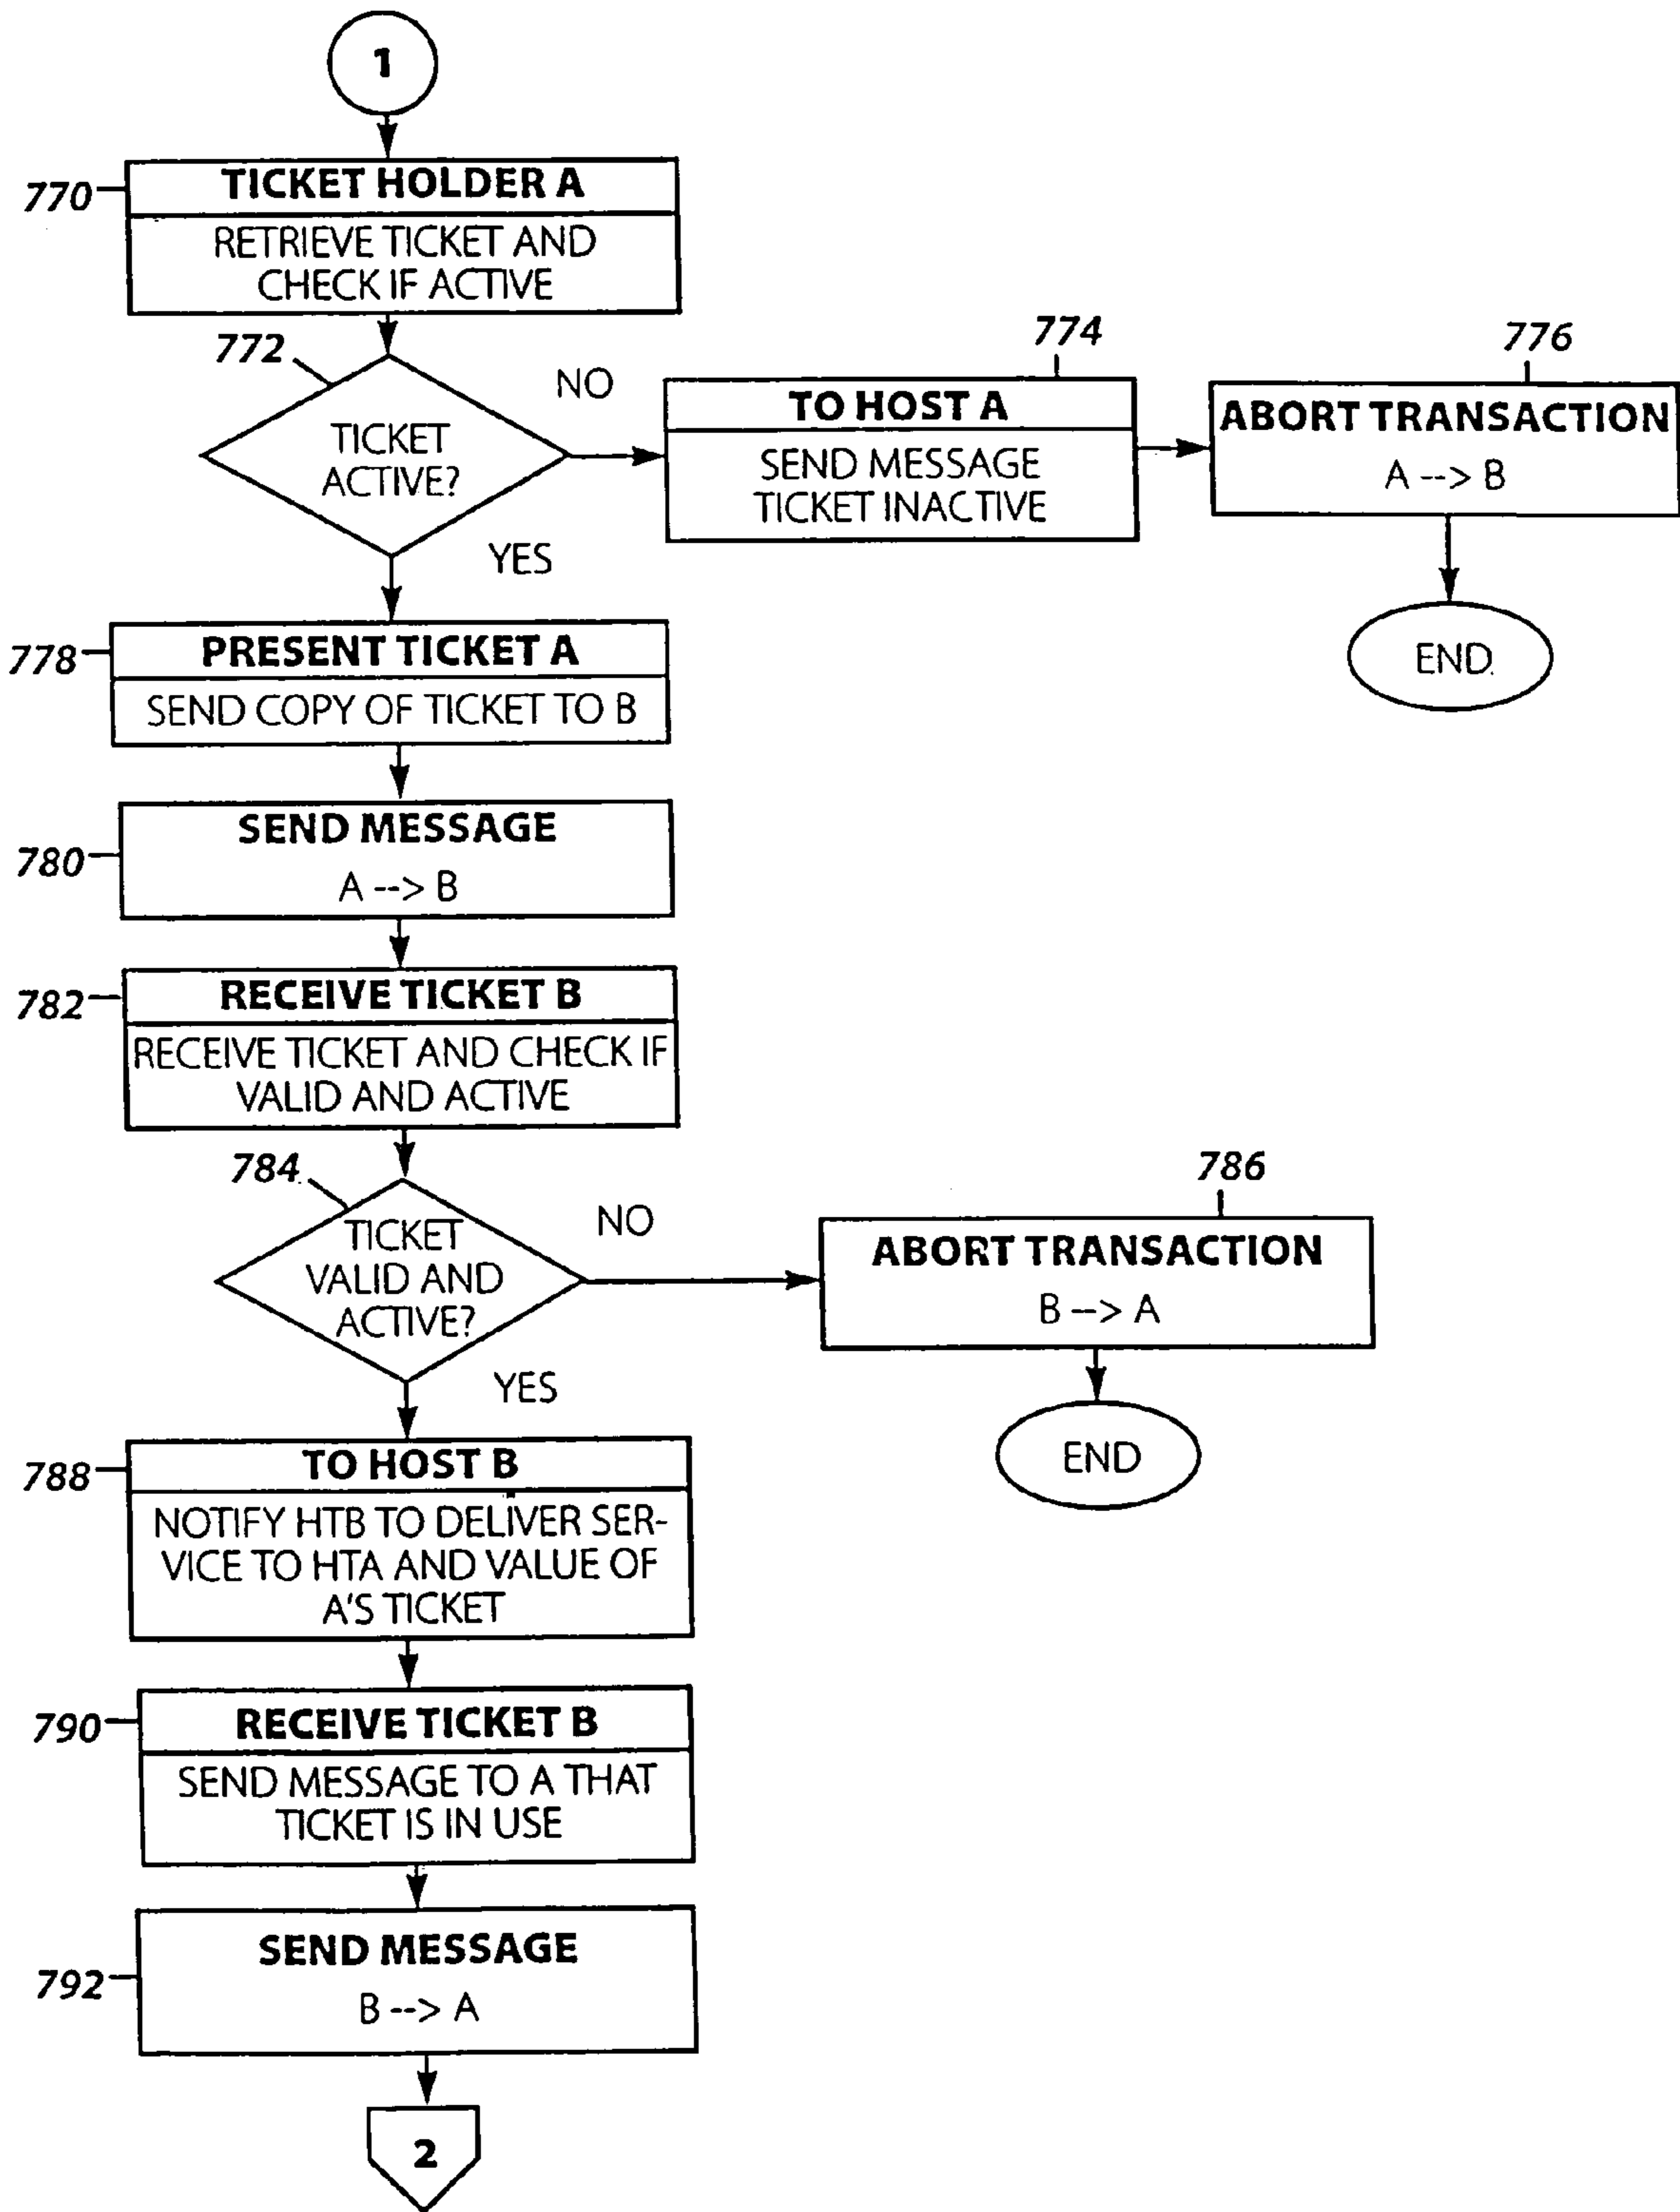 1
770
TICKET HOLDER A
RETRIEVE TICKET AND
CHECK IF ACTIVE
772
TICKET
ACTIVE?
NO
YES
774
TO HOST A
SEND MESSAGE
TICKET INACTIVE
776
ABORT TRANSACTION
A --> B
END
778
PRESENT TICKET A
SEND COPY OF TICKET TO B
780
SEND MESSAGE
A --> B
782
RECEIVE TICKET B
RECEIVE TICKET AND CHECK IF
VALID AND ACTIVE
784
TICKET
VALID AND
ACTIVE?
NO
YES
786
ABORT TRANSACTION
B --> A
END
788
TO HOST B
NOTIFY HTB TO DELIVER SER-
VICE TO HTA AND VALUE OF
A'S TICKET
790
RECEIVE TICKET B
SEND MESSAGE TO A THAT
TICKET IS IN USE
792
SEND MESSAGE
B --> A
2